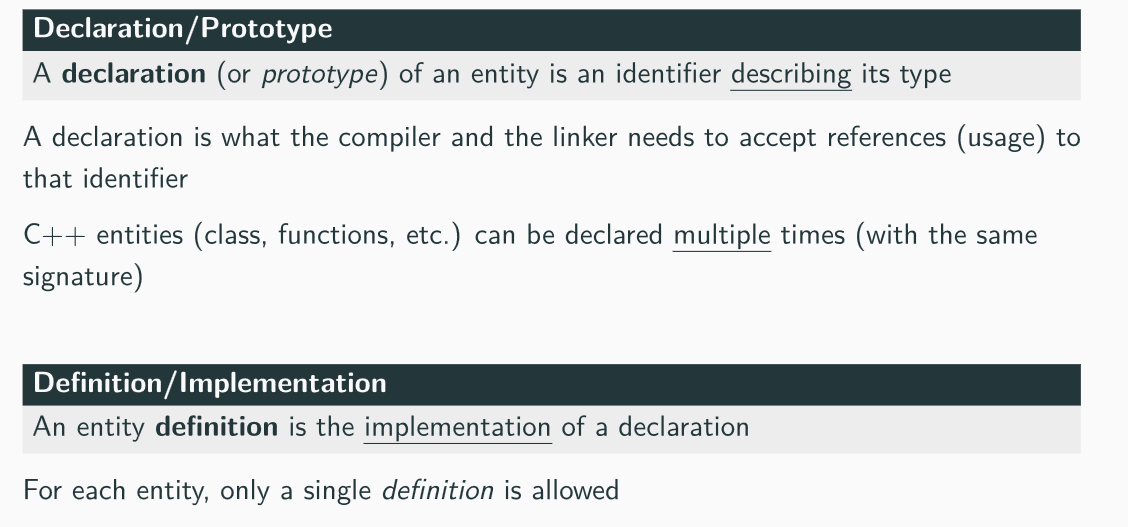 Declaration/Prototype
A declaration (or prototype) of an entity is an identifier describing its type
A declaration is what the compiler and the linker needs to accept references (usage) to
that identifier
C++ entities (class, functions, etc.) can be declared multiple times (with the same
signature)
Definition/Implementation
An entity definition is the implementation of a declaration
For each entity, only a single definition is allowed